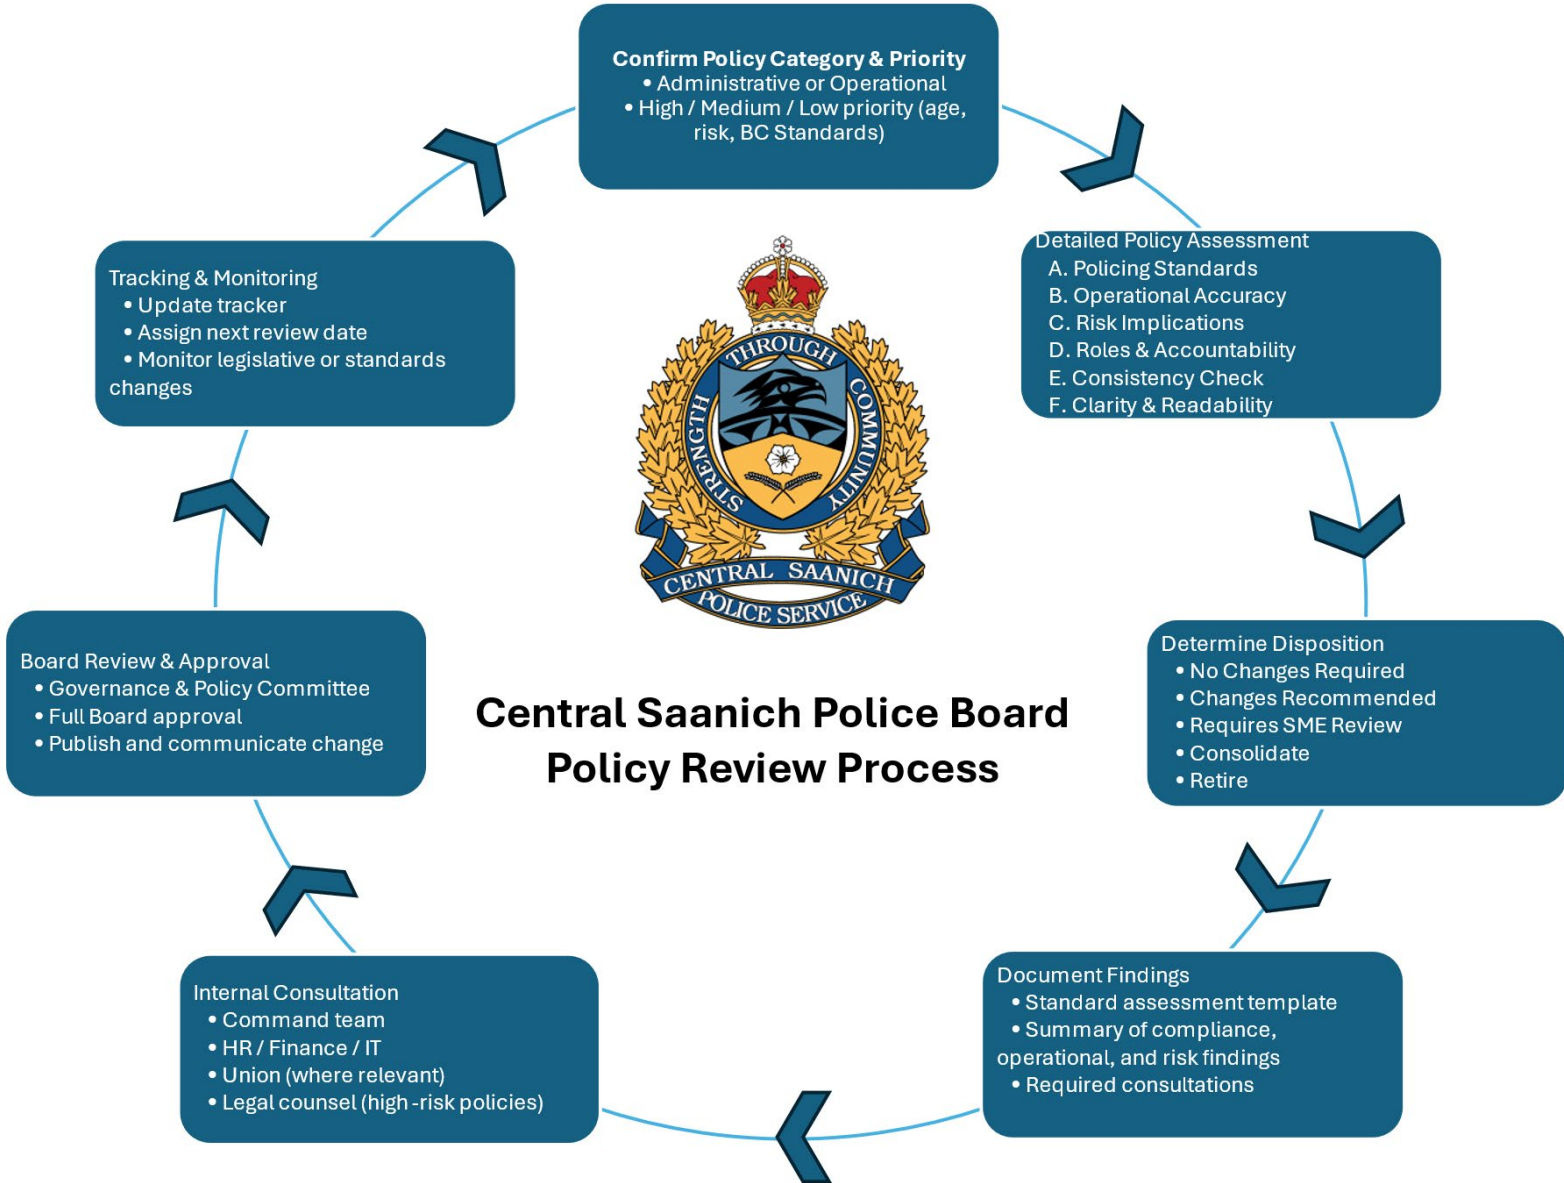 Confirm Policy Category & Priority
• Administrative or Operational
• High / Medium / Low priority (age,
risk, BC Standards)
Detailed Policy Assessment
A. Policing Standards
B. Operational Accuracy
C. Risk Implications
D. Roles & Accountability
E. Consistency Check
F. Clarity & Readability
Determine Disposition
• No Changes Required
• Changes Recommended
• Requires SME Review
• Consolidate
• Retire
Document Findings
• Standard assessment template
• Summary of compliance,
operational, and risk findings
• Required consultations
Internal Consultation
• Command team
• HR / Finance / IT
• Union (where relevant)
• Legal counsel (high-risk policies)
Board Review & Approval
• Governance & Policy Committee
• Full Board approval
• Publish and communicate change
Tracking & Monitoring
• Update tracker
• Assign next review date
• Monitor legislative or standards
changes
STRENGTH THROUGH COMMUNITY
CENTRAL SAANICH
POLICE SERVICE
Central Saanich Police Board
Policy Review Process